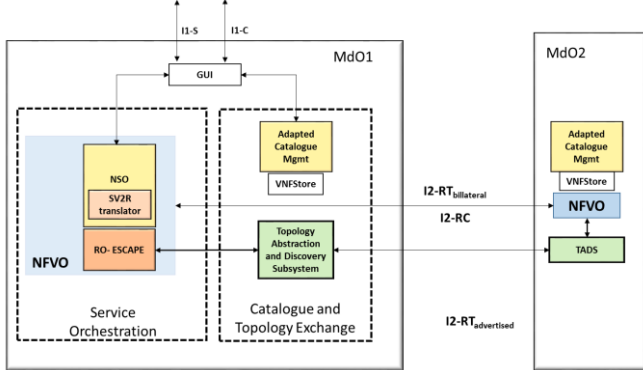 I1-S
I1-C
MdO1
MdO2
GUI
Adapted
Catalogue
Mgmt
VNFStore
NSO
SV2R
translator
RO- ESCAPE
NFVO
Topology
Abstraction
and Discovery
Subsystem
Service
Orchestration
Catalogue and
Topology Exchange
I2-RTbillateral
I2-RC
I2-RTadvertised
Adapted
Catalogue
Mgmt
VNFStore
NFVO
TADS